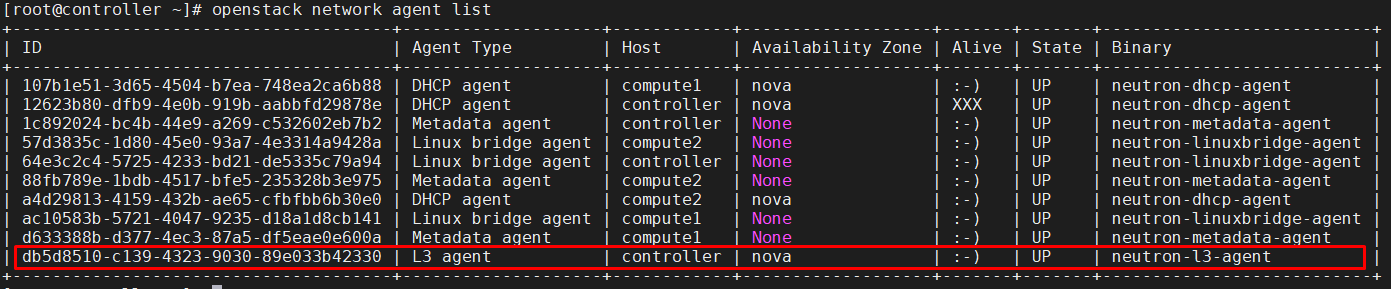 [root@controller ~]# openstack network agent list
+--------------------------------------+--------------------+------------+-------------------+-------+-------+---------------------------+
| ID | Agent Type | Host | Availability Zone | Alive | State | Binary |
+--------------------------------------+--------------------+------------+-------------------+-------+-------+---------------------------+
| 107b1e51-3d65-4504-b7ea-748ea2ca6b88 | DHCP agent | compute1 | nova | :-) | UP | neutron-dhcp-agent |
| 12623b80-dfb9-4e0b-919b-aabbfd29878e | DHCP agent | controller | nova | XXX | UP | neutron-dhcp-agent |
| 1c892024-bc4b-44e9-a269-c532602eb7b2 | Metadata agent | controller | None | :-) | UP | neutron-metadata-agent |
| 57d3835c-1d80-45e0-93a7-4e3314a9428a | Linux bridge agent | compute2 | None | :-) | UP | neutron-linuxbridge-agent |
| 64e3c2c4-5725-4233-bd21-de5335c79a94 | Linux bridge agent | controller | None | :-) | UP | neutron-linuxbridge-agent |
| 88fb789e-1bdb-4517-bfe5-235328b3e975 | Metadata agent | compute2 | None | :-) | UP | neutron-metadata-agent |
| a4d29813-4159-432b-ae65-cfbfbb6b30e0 | DHCP agent | compute2 | nova | :-) | UP | neutron-dhcp-agent |
| ac10583b-5721-4047-9235-d18a1d8cb141 | Linux bridge agent | compute1 | None | :-) | UP | neutron-linuxbridge-agent |
| d633388b-d377-4ec3-87a5-df5eae0e600a | Metadata agent | compute1 | None | :-) | UP | neutron-metadata-agent |
| db5d8510-c139-4323-9030-89e033b42330 | L3 agent | controller | nova | :-) | UP | neutron-l3-agent |
+--------------------------------------+--------------------+------------+-------------------+-------+-------+---------------------------+